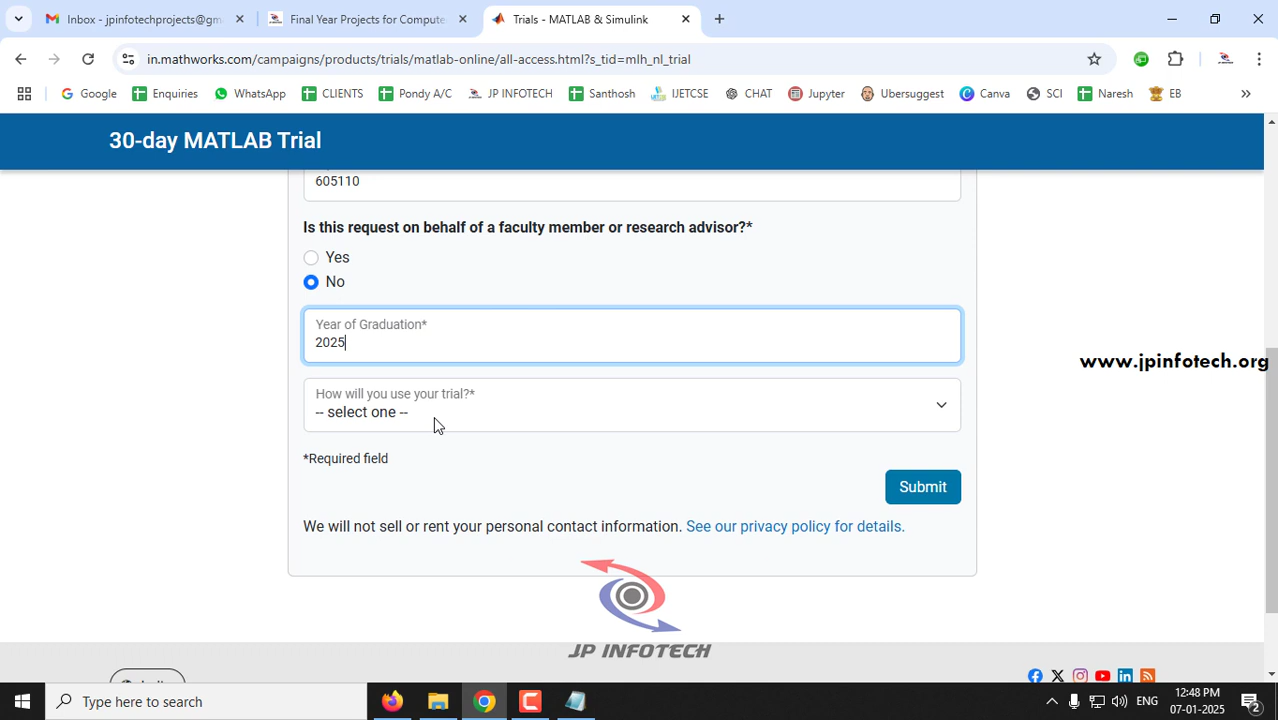 Inbox - jpinfotechprojects@gm
Final Year Projects for Compute
Trials - MATLAB & Simulink
in.mathworks.com/campaigns/products/trials/matlab-online/all-access.html?s_tid=mlh_nl_trial
Google
Enquiries
WhatsApp
CLIENTS
Pondy A/C
JP INFOTECH
Santhosh
IJETCSE
CHAT
Jupyter
Ubersuggest
Canva
SCI
Naresh
EB
30-day MATLAB Trial
605110
Is this request on behalf of a faculty member or research advisor?*
Yes
No
Year of Graduation*
2025
www.jpinfotech.org
How will you use your trial?*
-- select one --
*Required field
Submit
We will not sell or rent your personal contact information. See our privacy policy for details.
JP INFOTECH
Type here to search
ENG
12:48 PM
07-01-2025
2